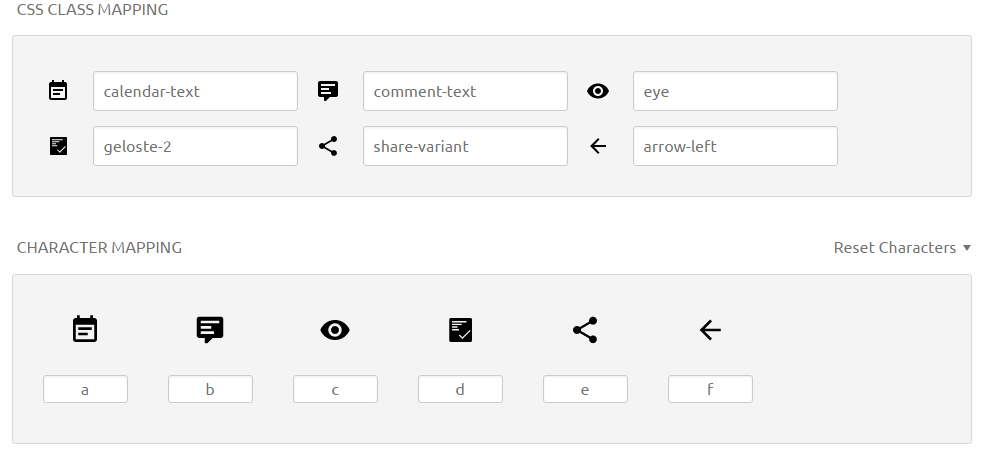 CSS CLASS MAPPING
calendar-text comment-text eye
geloste-2 share-variant arrow-left
CHARACTER MAPPING Reset Characters
a b c d e f